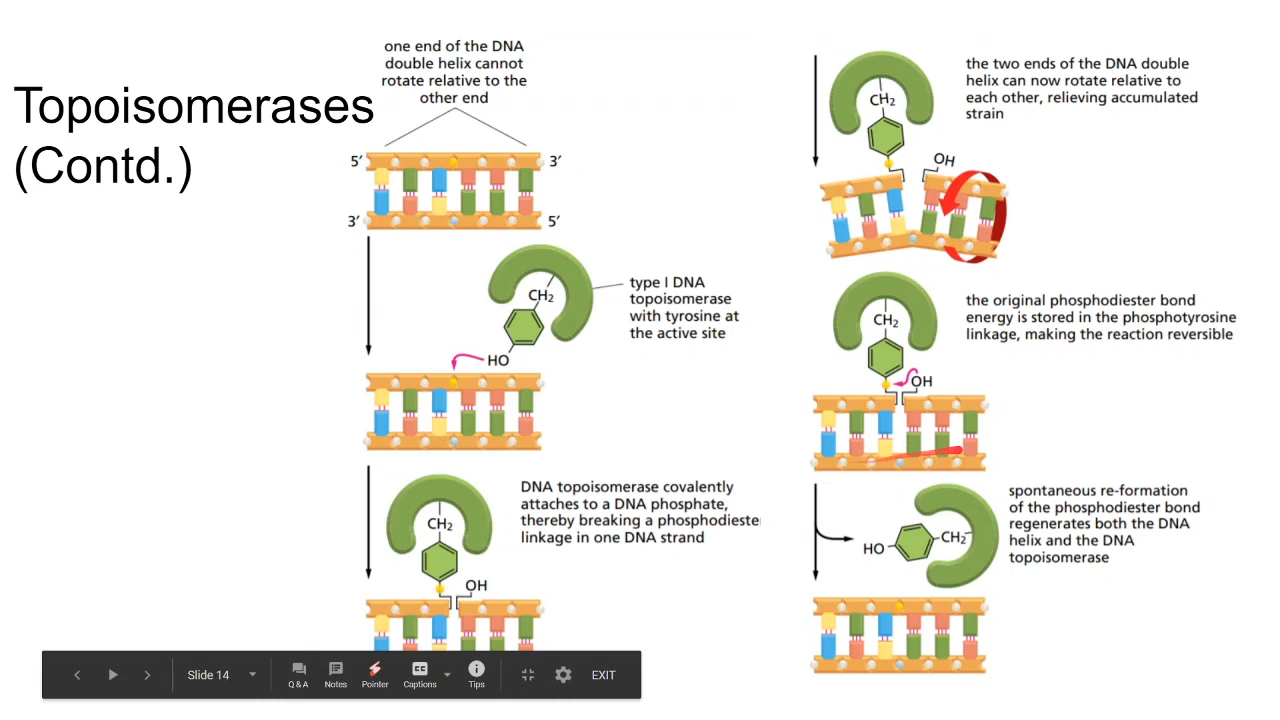 Topoisomerases
(Contd.)
one end of the DNA
double helix cannot
rotate relative to the
other end
5′
3′
3′
5′
CH₂
HO
type I DNA
topoisomerase
with tyrosine at
the active site
CH₂
OH
DNA topoisomerase covalently
attaches to a DNA phosphate,
thereby breaking a phosphodieste
linkage in one DNA strand
CH₂
OH
the two ends of the DNA double
helix can now rotate relative to
each other, relieving accumulated
strain
CH₂
OH
the original phosphodiester bond
energy is stored in the phosphotyrosine
linkage, making the reaction reversible
HO
CH₂
spontaneous re-formation
of the phosphodiester bond
regenerates both the DNA
helix and the DNA
topoisomerase
Slide 14
Q & A
Notes
Pointer
CC
Captions
Tips
EXIT